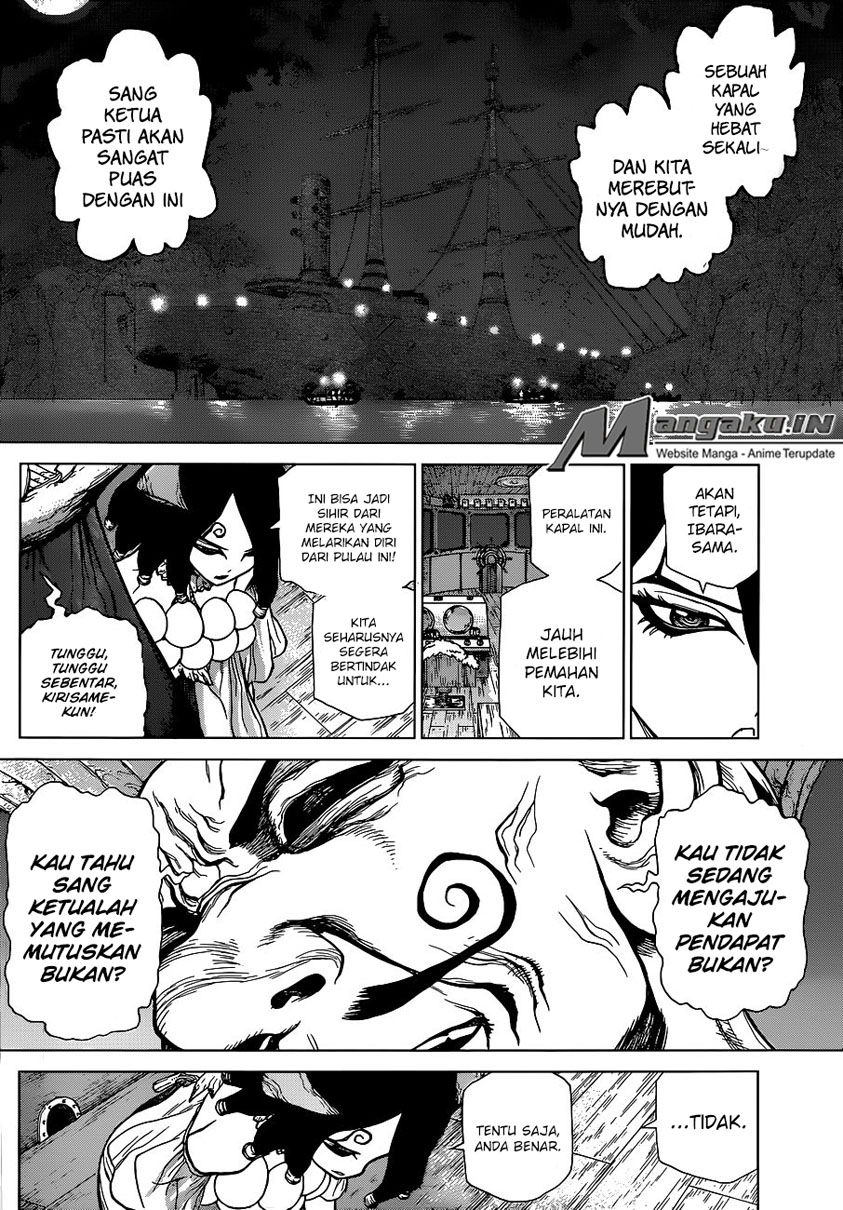 SEBUAH
KAPAL
YANG
HEBAT
SEKALI~
DAN KITA
MEREBUT-
NYA DENGAN
MUDAH.
SANG
KETUA
PASTI AKAN
SANGAT
PUAS
DENGAN INI
Mangaku.iN
Website Manga - Anime Terupdate
AKAN
TETAPI,
IBARA-
SAMA.
PERALATAN
KAPAL INI.
JAUH
MELEBIHI
PEMAHAN
KITA.
INI BISA JADI
SIHIR DARI
MEREKA YANG
MELARIKAN DIRI
DARI PULAU INI!
KITA
SEHARUSNYA
SEGERA
BERTINDAK
UNTUK...
TUNGGU,
TUNGGU
SEBENTAR,
KIRISAME-
KUN!
KAU TIDAK
SEDANG
MENGAJU-
KAN
PENDAPAT
BUKAN?
KAU TAHU
SANG
KETUALAH
YANG ME-
MUTUSKAN
BUKAN?
...TIDAK.
TENTU SAJA,
ANDA BENAR.